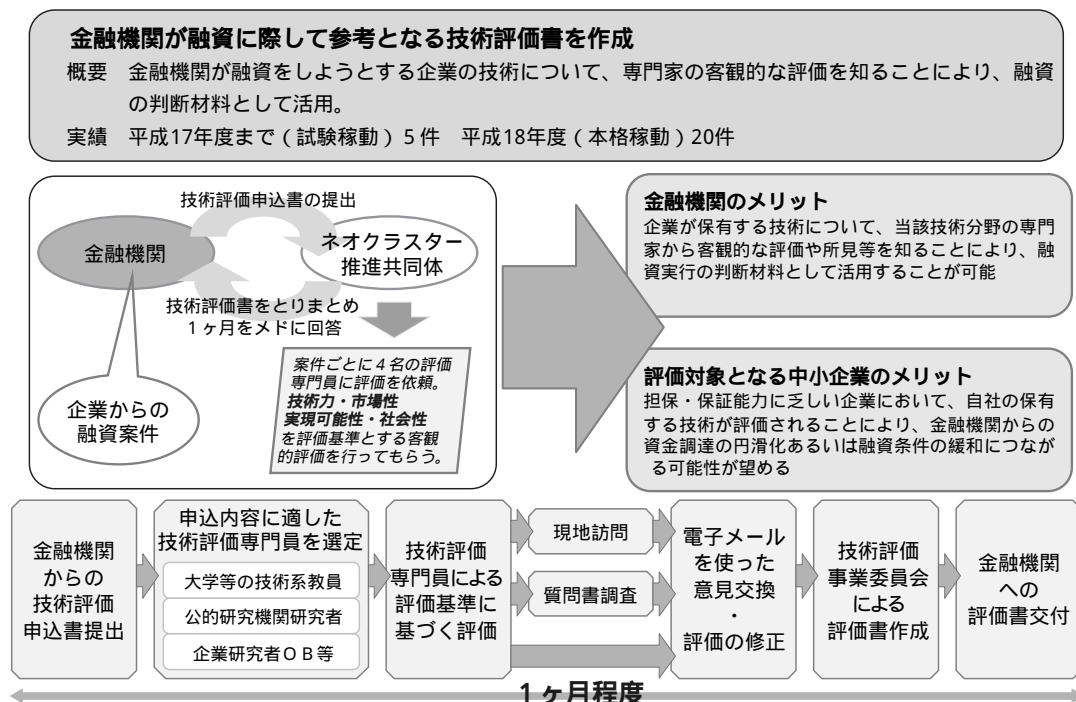 金融機関が融資に際して参考となる技術評価書を作成
概要　金融機関が融資をしようとする企業の技術について、専門家の客観的な評価を知ることにより、融資
の判断材料として活用。
実績　平成17年度まで（試験稼動）５件　平成18年度（本格稼動）20件
技術評価申込書の提出
金融機関
ネオクラスター
推進共同体
技術評価書をとりまとめ
１ヶ月をメドに回答
企業からの
融資案件
案件ごとに４名の評価
専門員に評価を依頼。
技術力・市場性
実現可能性・社会性
を評価基準とする客観
的評価を行ってもらう。
金融機関のメリット
企業が保有する技術について、当該技術分野の専門
家から客観的な評価や所見等を知ることにより、融
資実行の判断材料として活用することが可能
評価対象となる中小企業のメリット
担保・保証能力に乏しい企業において、自社の保有
する技術が評価されることにより、金融機関からの
資金調達の円滑化あるいは融資条件の緩和につなが
る可能性が望める
金融機関
からの
技術評価
申込書提出
申込内容に適した
技術評価専門員を選定
大学等の技術系教員
公的研究機関研究者
企業研究者ＯＢ等
技術評価
専門員による
評価基準に
基づく評価
現地訪問
質問書調査
電子メール
を使った
意見交換
・
評価の修正
技術評価
事業委員会
による
評価書作成
金融機関
への
評価書交付
１ヶ月程度